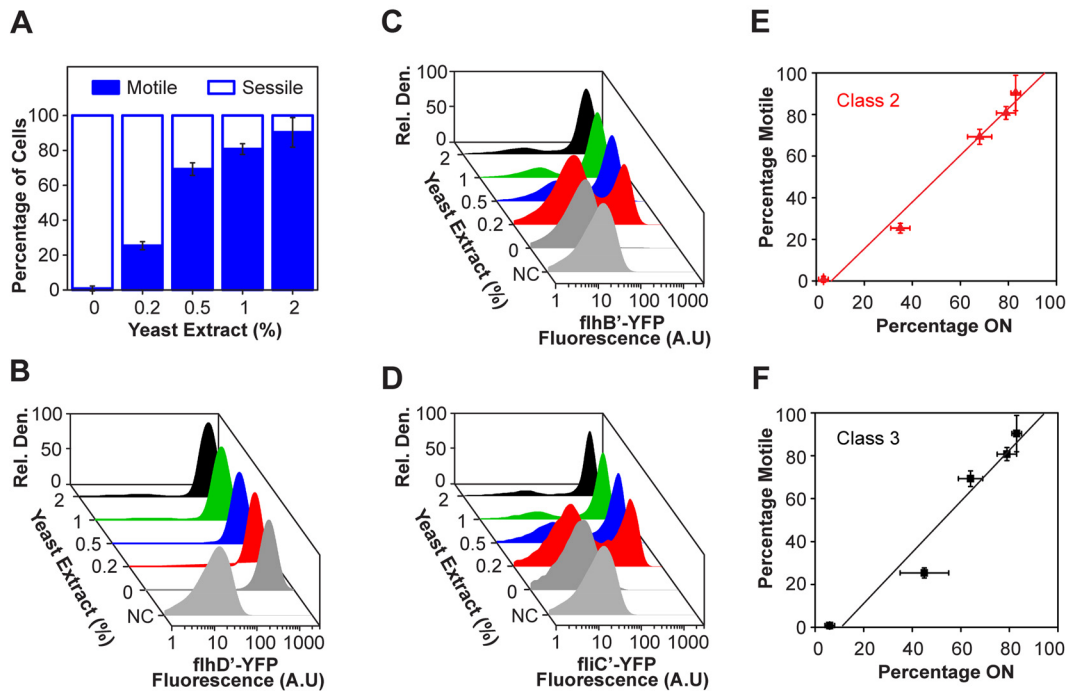 A
Motile
Sessile
Percentage of Cells
100
80
60
40
20
0
0 0.2 0.5 1 2
Yeast Extract (%)
B
Rel. Den.
100
50
0
2
1
0.5
0.2
0
NC
Yeast Extract (%)
1 10 100 1000
flhD'-YFP
Fluorescence (A.U)
C
Rel. Den.
100
50
0
2
1
0.5
0.2
0
NC
Yeast Extract (%)
1 10 100 1000
flhB'-YFP
Fluorescence (A.U)
D
Rel. Den.
100
50
0
2
1
0.5
0.2
0
NC
Yeast Extract (%)
1 10 100 1000
fliC'-YFP
Fluorescence (A.U)
E
Class 2
Percentage Motile
100
80
60
40
20
0
0 20 40 60 80 100
Percentage ON
F
Class 3
Percentage Motile
100
80
60
40
20
0
0 20 40 60 80 100
Percentage ON